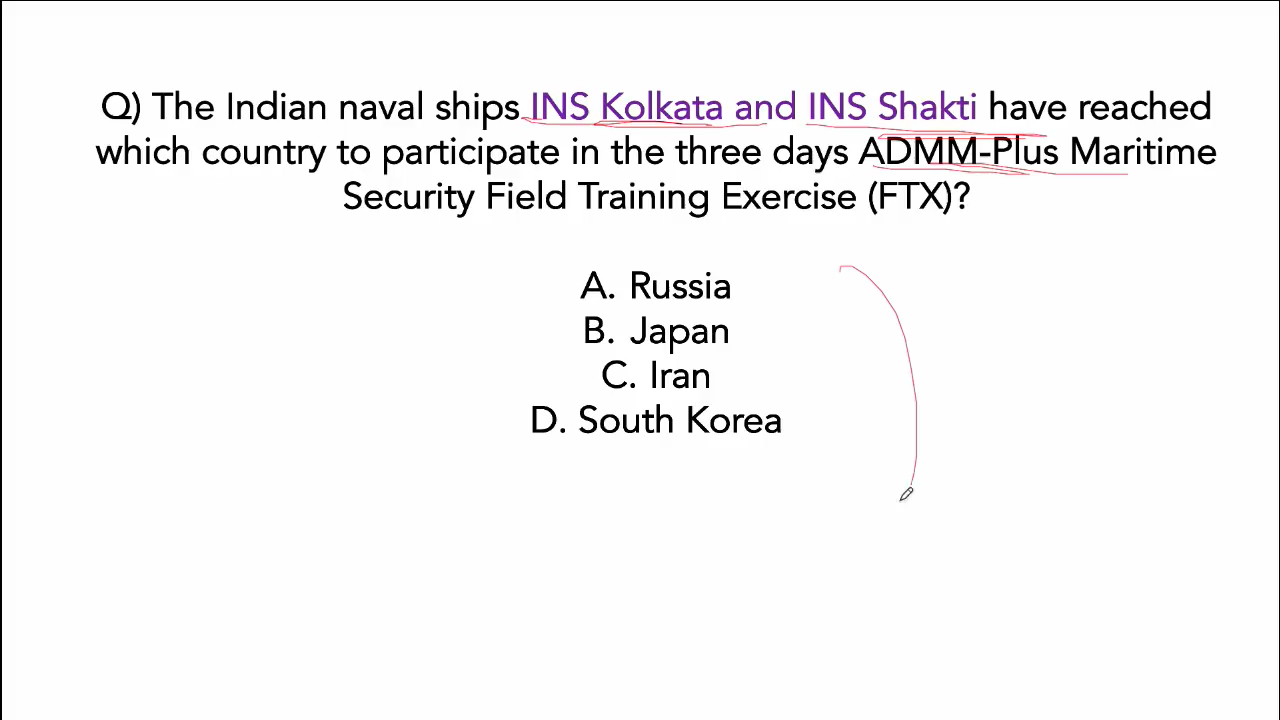 Q) The Indian naval ships INS Kolkata and INS Shakti have reached
which country to participate in the three days ADMM-Plus Maritime
Security Field Training Exercise (FTX)?
A. Russia
B. Japan
C. Iran
D. South Korea